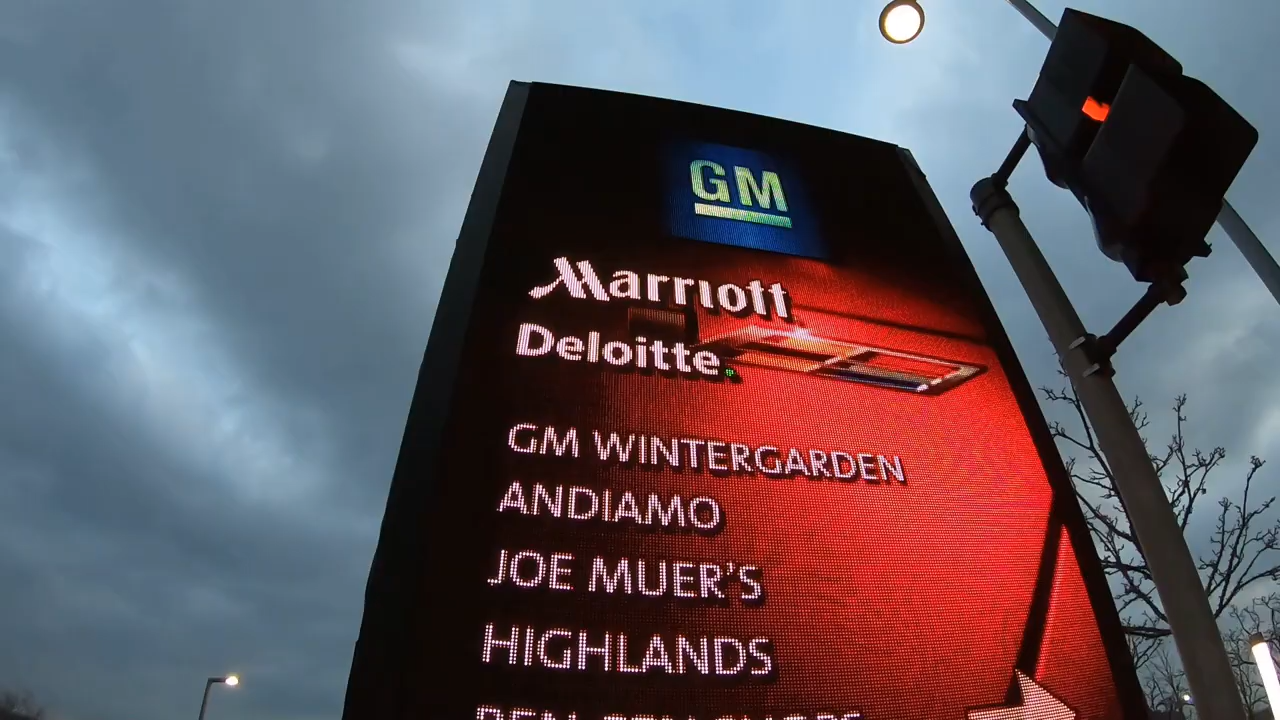 GM
Marriott
Deloitte.
GM WINTERGARDEN
ANDIAMO
JOE MUER'S
HIGHLANDS